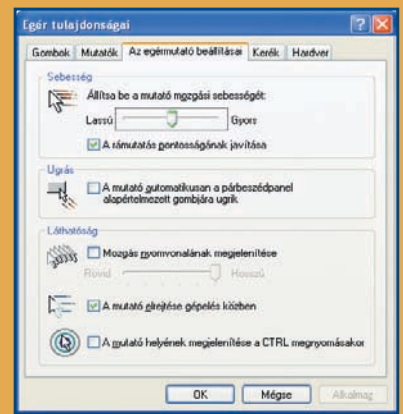 Egér tulajdonságai
Gombok Mutatók Az egérmutató beállításai Kerék Hardver
Sebesség
Állítsa be a mutató mozgási sebességét:
Lassú Gyors
A rámutatás pontosságának javítása
Ugrás
A mutató automatikusan a párbeszédpanel
alapértelmezett gombjára ugrik
Láthatóság
Mozgás nyomvonalának megjelenítése
Rövid Hosszú
A mutató elrejtése gépelés közben
A mutató helyének megjelenítése a CTRL megnyomásakor
OK Mégse Alkalmaz